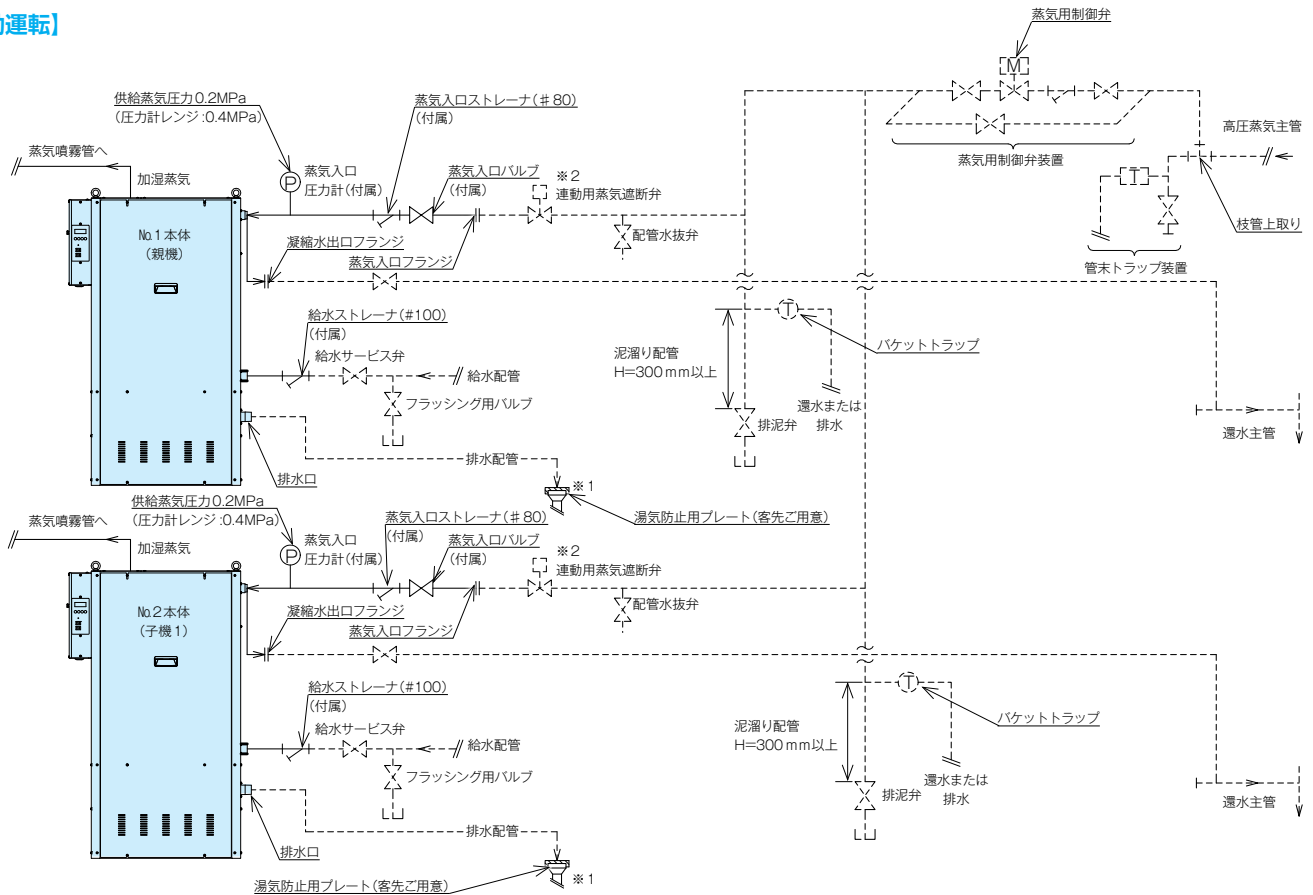 動運転】
蒸気用制御弁
M
供給蒸気圧力0.2MPa
(圧力計レンジ:0.4MPa)
蒸気入口ストレーナ(#80)
(付属)
高圧蒸気主管
蒸気用制御弁装置
蒸気噴霧管へ
加湿蒸気
P
蒸気入口
圧力計(付属)
蒸気入口バルブ
(付属)
※2
連動用蒸気遮断弁
T
枝管上取り
No.1本体
(親機)
凝縮水出口フランジ
蒸気入口フランジ
配管水抜弁
管末トラップ装置
給水ストレーナ(#100)
(付属)
給水サービス弁
給水配管
フラッシング用バルブ
泥溜り配管
H=300mm以上
T
バケットトラップ
還水または
排水
排泥弁
還水主管
排水配管
排水口
※1
湯気防止用プレート(客先ご用意)
供給蒸気圧力0.2MPa
(圧力計レンジ:0.4MPa)
蒸気入口ストレーナ(#80)
(付属)
蒸気噴霧管へ
加湿蒸気
P
蒸気入口
圧力計(付属)
蒸気入口バルブ
(付属)
※2
連動用蒸気遮断弁
No.2本体
(子機1)
凝縮水出口フランジ
蒸気入口フランジ
配管水抜弁
給水ストレーナ(#100)
(付属)
給水サービス弁
給水配管
フラッシング用バルブ
泥溜り配管
H=300mm以上
T
バケットトラップ
還水または
排水
排泥弁
還水主管
排水配管
排水口
※1
湯気防止用プレート(客先ご用意)